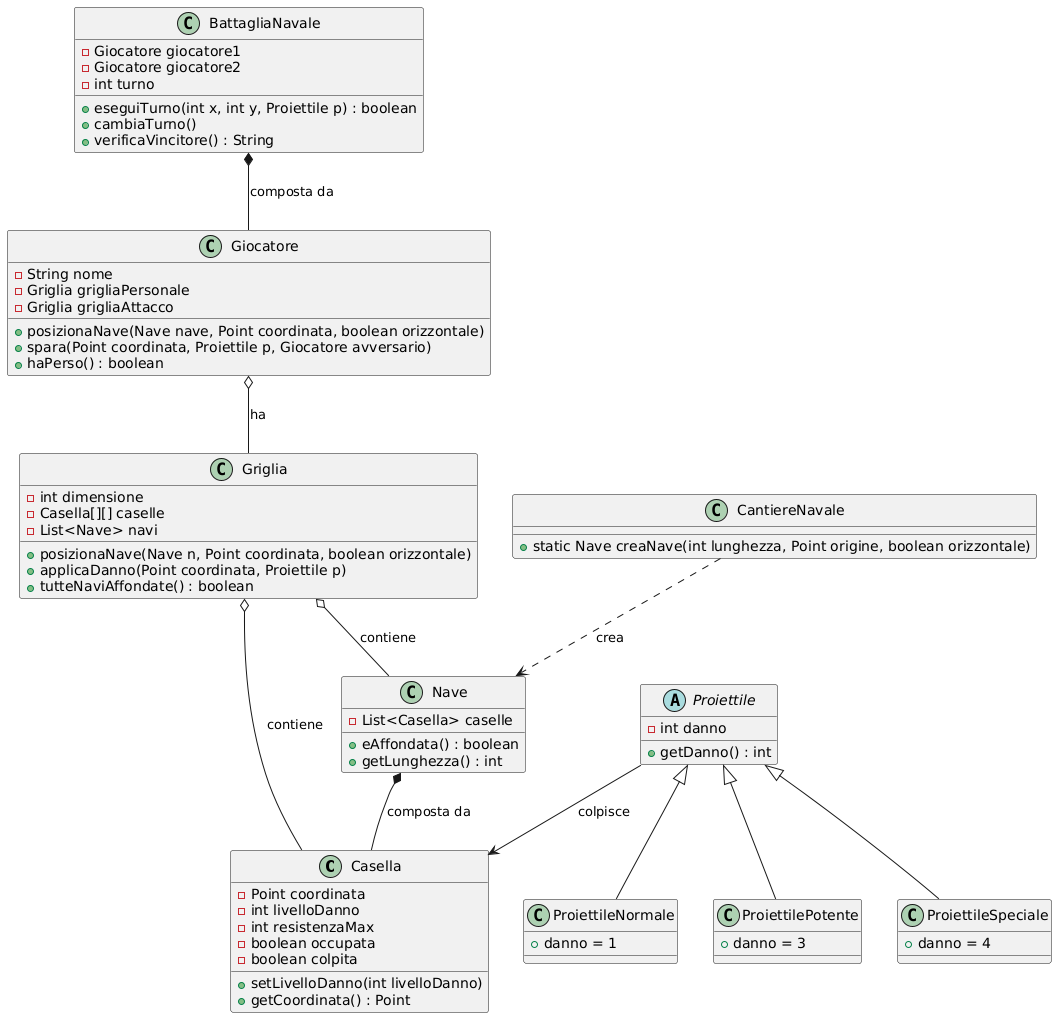 C BattagliaNavale
Giocatore giocatore1
Giocatore giocatore2
int turno
eseguiTurno(int x, int y, Proiettile p) : boolean
cambiaTurno()
verificaVincitore() : String
composta da
C Giocatore
String nome
Griglia grigliaPersonale
Griglia grigliaAttacco
posizionaNave(Nave nave, Point coordinata, boolean orizzontale)
spara(Point coordinata, Proiettile p, Giocatore avversario)
haPerso() : boolean
ha
C Griglia
int dimensione
Casella[][] caselle
List<Nave> navi
posizionaNave(Nave n, Point coordinata, boolean orizzontale)
applicaDanno(Point coordinata, Proiettile p)
tutteNaviAffondate() : boolean
C CantiereNavale
static Nave creaNave(int lunghezza, Point origine, boolean orizzontale)
contiene
crea
C Nave
List<Casella> caselle
eAffondata() : boolean
getLunghezza() : int
A Proiettile
int danno
getDanno() : int
contiene
composta da
colpisce
C Casella
Point coordinata
int livelloDanno
int resistenzaMax
boolean occupata
boolean colpita
setLivelloDanno(int livelloDanno)
getCoordinata() : Point
C ProiettileNormale
danno = 1
C ProiettilePotente
danno = 3
C ProiettileSpeciale
danno = 4